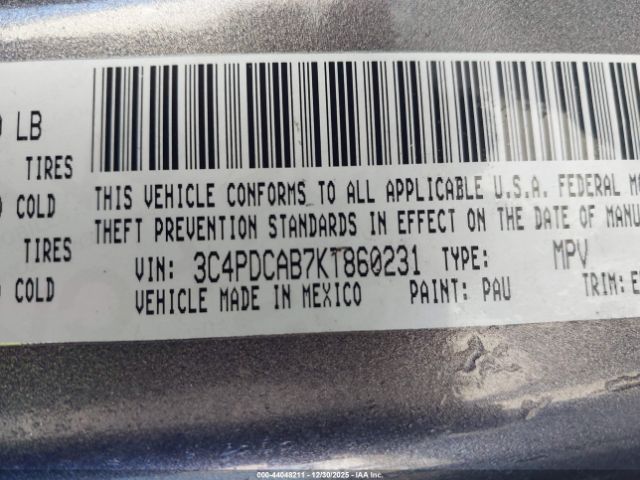 LB
TIRES
COLD
TIRES
COLD
THIS VEHICLE CONFORMS TO ALL APPLICABLE U.S.A. FEDERAL
THEFT PREVENTION STANDARDS IN EFFECT ON THE DATE OF MANU
VIN: 3C4PDCAB7KT860231 TYPE: MPV
VEHICLE MADE IN MEXICO PAINT: PAU TRIM:
000-44048211 - 12/30/2025 - IAA Vehicles